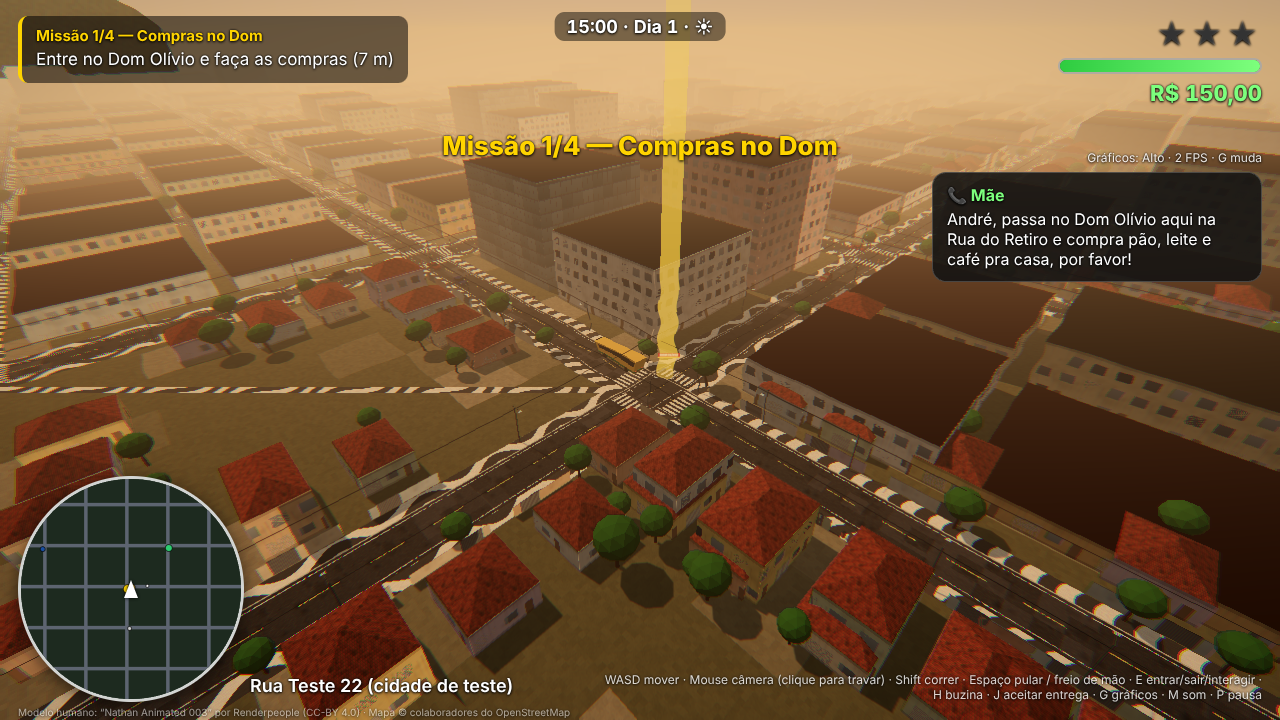 Missão 1/4 — Compras no Dom
Entre no Dom Olívio e faça as compras (7 m)
15:00 · Dia 1 · ☀
★ ★ ★
R$ 150,00
Missão 1/4 — Compras no Dom
Gráficos: Alto · 2 FPS · G muda
📞 Mãe
André, passa no Dom Olívio aqui na
Rua do Retiro e compra pão, leite e
café pra casa, por favor!
Rua Teste 22 (cidade de teste)
WASD mover · Mouse câmera (clique para travar) · Shift correr · Espaço pular / freio de mão · E entrar/sair/interagir ·
H buzina · J aceitar entrega · G gráficos · M som · P pausa
Modelo humano: "Nathan Animated 003" por Renderpeople (CC-BY 4.0) · Mapa © colaboradores do OpenStreetMap